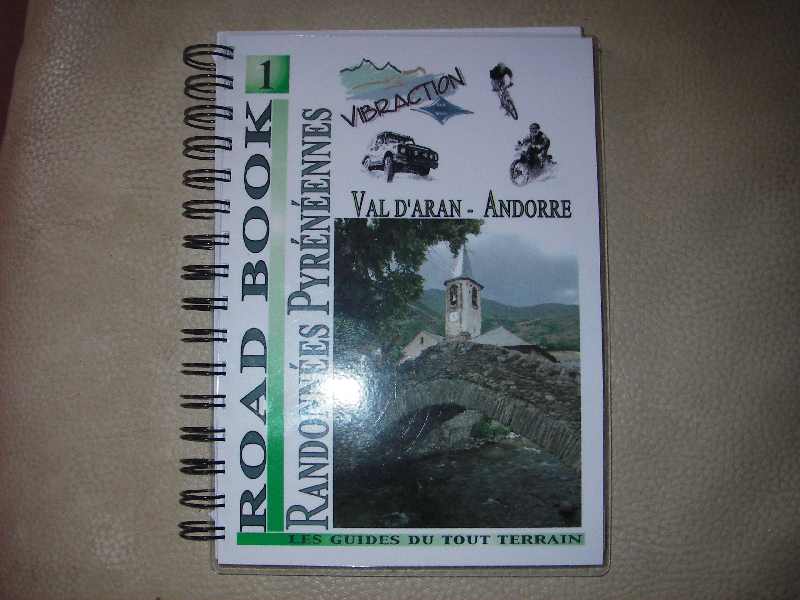 1
ROAD BOOK
RANDONNÉES PYRÉNÉENNES
VIBRACTION
VAL D'ARAN - ANDORRE
LES GUIDES DU TOUT TERRAIN